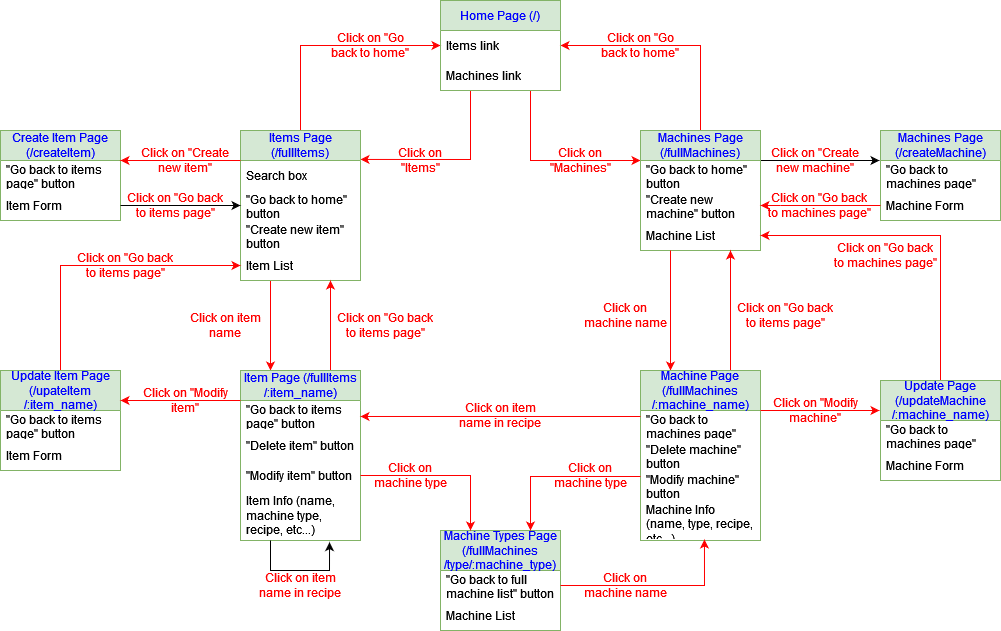 Home Page (/)
Items link
Machines link
Click on "Go
back to home"
Click on "Go
back to home"
Create Item Page
(/createItem)
"Go back to items
page" button
Item Form
Click on "Create
new item"
Click on "Go back
to items page"
Items Page
(/fullItems)
Search box
"Go back to home"
button
"Create new item"
button
Item List
Click on
"Items"
Click on
"Machines"
Machines Page
(/fullMachines)
"Go back to home"
button
"Create new
machine" button
Machine List
Click on "Create
new machine"
Click on "Go back
to machines page"
Machines Page
(/createMachine)
"Go back to
machines page"
Machine Form
Click on "Go back
to items page"
Click on item
name
Click on "Go back
to items page"
Click on
machine name
Click on "Go back
to items page"
Click on "Go back
to machines page"
Update Item Page
(/upateItem
/:item_name)
"Go back to items
page" button
Item Form
Click on "Modify
item"
Item Page (/fullItems
/:item_name)
"Go back to items
page" button
"Delete item" button
"Modify item" button
Item Info (name,
machine type,
recipe, etc...)
Click on item
name in recipe
Click on item
name in recipe
Click on
machine type
Click on
machine type
Machine Page
(/fullMachines
/:machine_name)
"Go back to
machines page"
"Delete machine"
button
"Modify machine"
button
Machine Info
(name, type, recipe,
etc...)
Click on "Modify
machine"
Update Page
(/updateMachine
/:machine_name)
"Go back to
machines page"
Machine Form
Machine Types Page
(/fullMachines
/type/:machine_type)
"Go back to full
machine list" button
Machine List
Click on
machine name